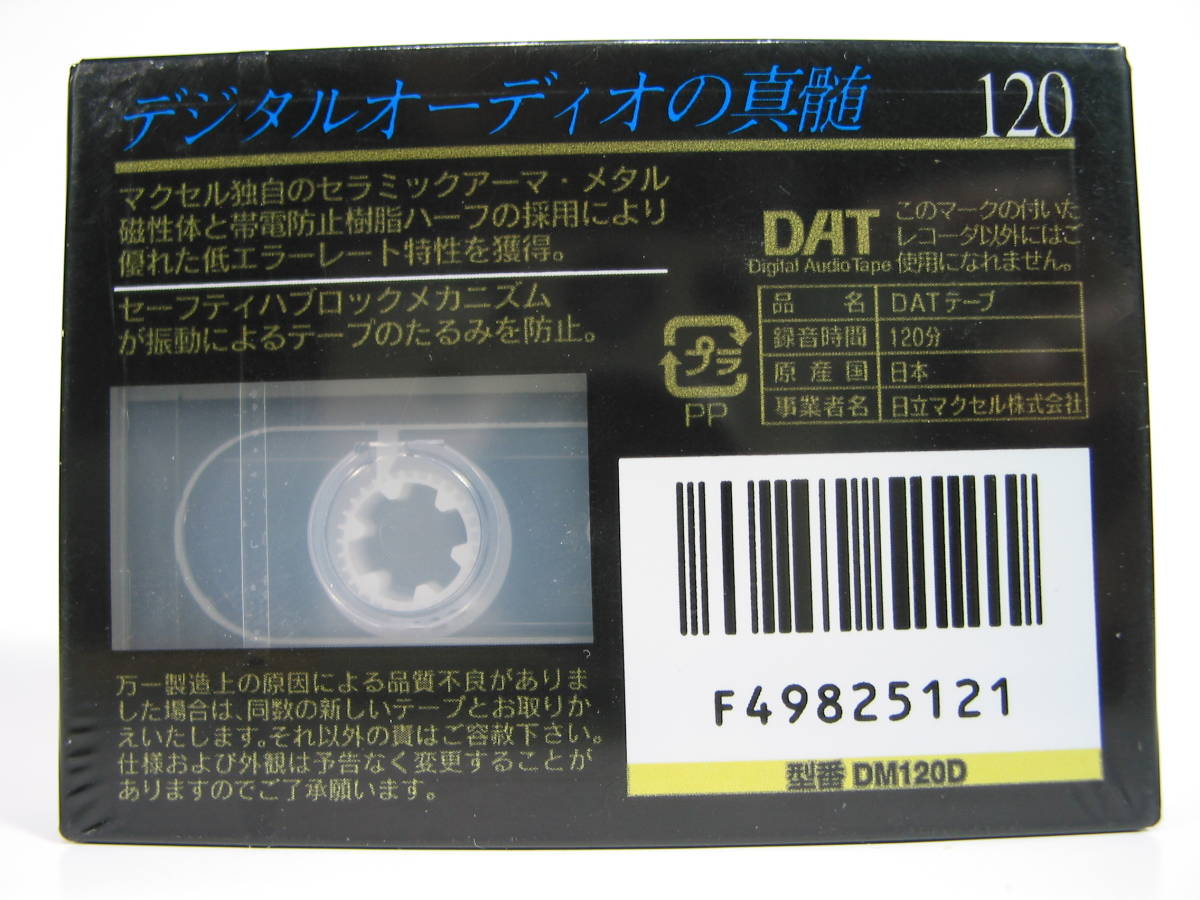 デジタルオーディオの真髄 120
マクセル独自のセラミックアーマ・メタル
磁性体と帯電防止樹脂ハーフの採用により
優れた低エラーレート特性を獲得。
セーフティハブロックメカニズム
が振動によるテープのたるみを防止。
DAT
Digital Audio Tape
このマークの付いた
レコーダ以外にはご
使用になれません。
品名 DATテープ
録音時間 120分
原産国 日本
事業者名 日立マクセル株式会社
プラ
PP
F49825121
型番 DM120D
万一製造上の原因による品質不良がありま
した場合は、同数の新しいテープとお取りか
えいたします。それ以外の責はご容赦下さい。
仕様および外観は予告なく変更することが
ありますのでご了承願います。